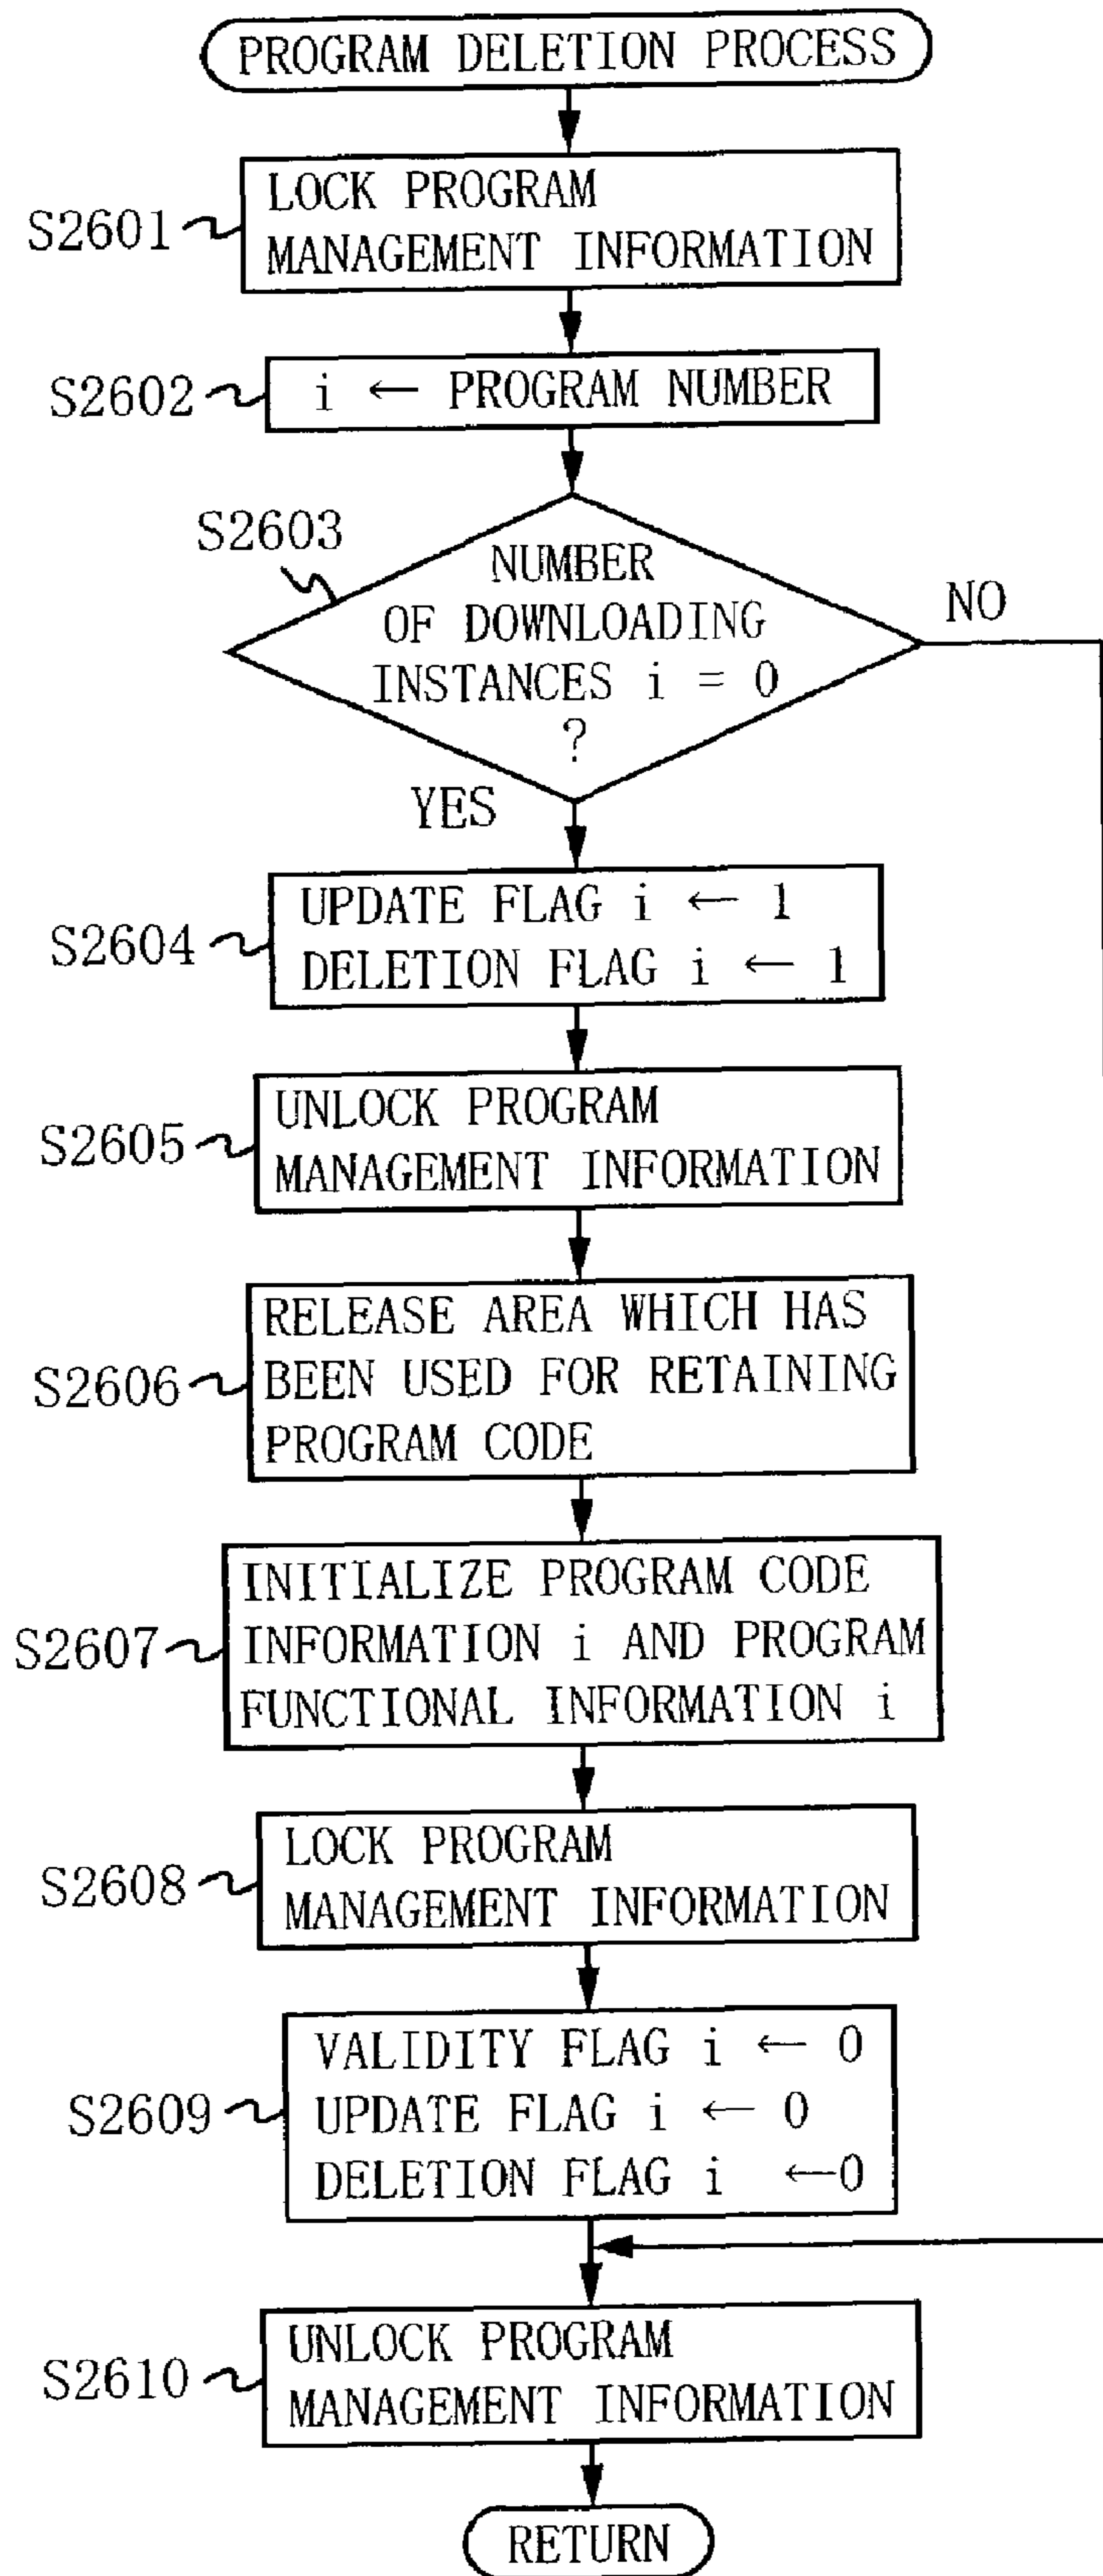 PROGRAM DELETION PROCESS
S2601
LOCK PROGRAM
MANAGEMENT INFORMATION
S2602
i ← PROGRAM NUMBER
S2603
NUMBER
OF DOWNLOADING
INSTANCES i = 0
?
NO
YES
S2604
UPDATE FLAG i ← 1
DELETION FLAG i ← 1
S2605
UNLOCK PROGRAM
MANAGEMENT INFORMATION
S2606
RELEASE AREA WHICH HAS
BEEN USED FOR RETAINING
PROGRAM CODE
S2607
INITIALIZE PROGRAM CODE
INFORMATION i AND PROGRAM
FUNCTIONAL INFORMATION i
S2608
LOCK PROGRAM
MANAGEMENT INFORMATION
S2609
VALIDITY FLAG i ← 0
UPDATE FLAG i ← 0
DELETION FLAG i ←0
S2610
UNLOCK PROGRAM
MANAGEMENT INFORMATION
RETURN